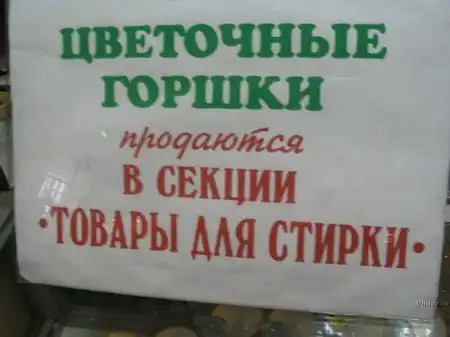 ЦВЕТОЧНЫЕ
ГОРШКИ
продаются
В СЕКЦИИ
•ТОВАРЫ ДЛЯ СТИРКИ•